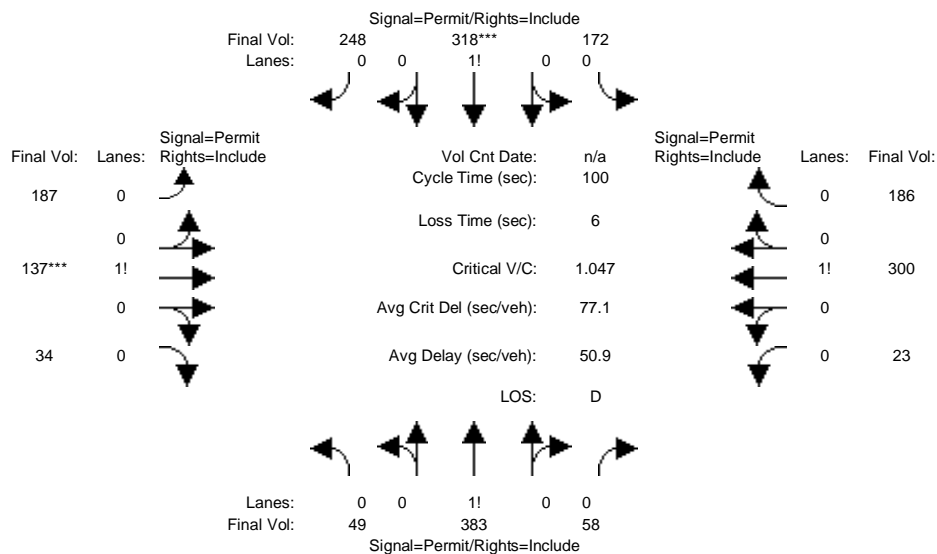 Signal=Permit/Rights=Include
Final Vol: 248 318*** 172
Lanes: 0 0 1! 0 0
Signal=Permit
Final Vol: Lanes: Rights=Include
Vol Cnt Date: n/a
Signal=Permit
Rights=Include Lanes: Final Vol:
Cycle Time (sec): 100
187 0
0 186
Loss Time (sec): 6
0
0
137*** 1!
Critical V/C: 1.047
1! 300
0
Avg Crit Del (sec/veh): 77.1
0
34 0
Avg Delay (sec/veh): 50.9
0 23
LOS: D
Lanes: 0 0 1! 0 0
Final Vol: 49 383 58
Signal=Permit/Rights=Include